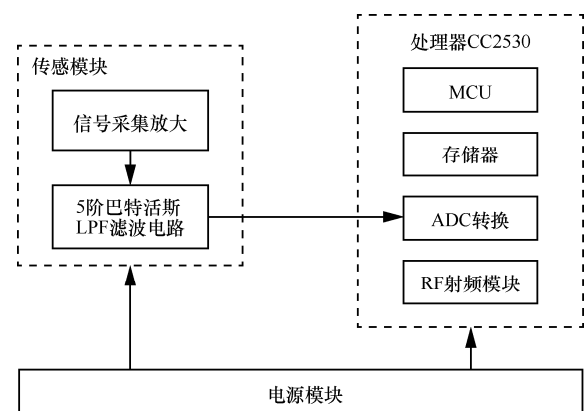 传感模块
信号采集放大
5阶巴特活斯
LPF滤波电路
处理器CC2530
MCU
存储器
ADC转换
RF射频模块
电源模块